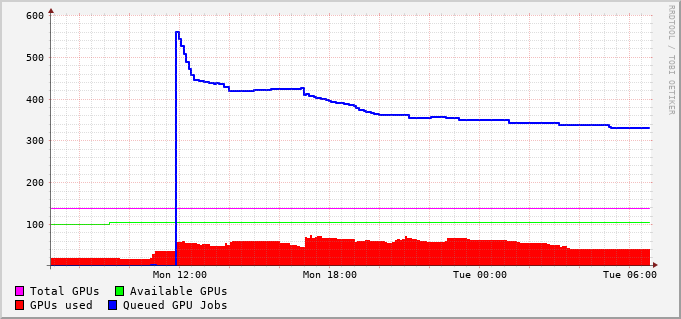 600
500
400
300
200
100
Mon 12:00 Mon 18:00 Tue 00:00 Tue 06:00
Total GPUs Available GPUs
GPUs used Queued GPU Jobs
RRDTOOL / TOBI OETIKER